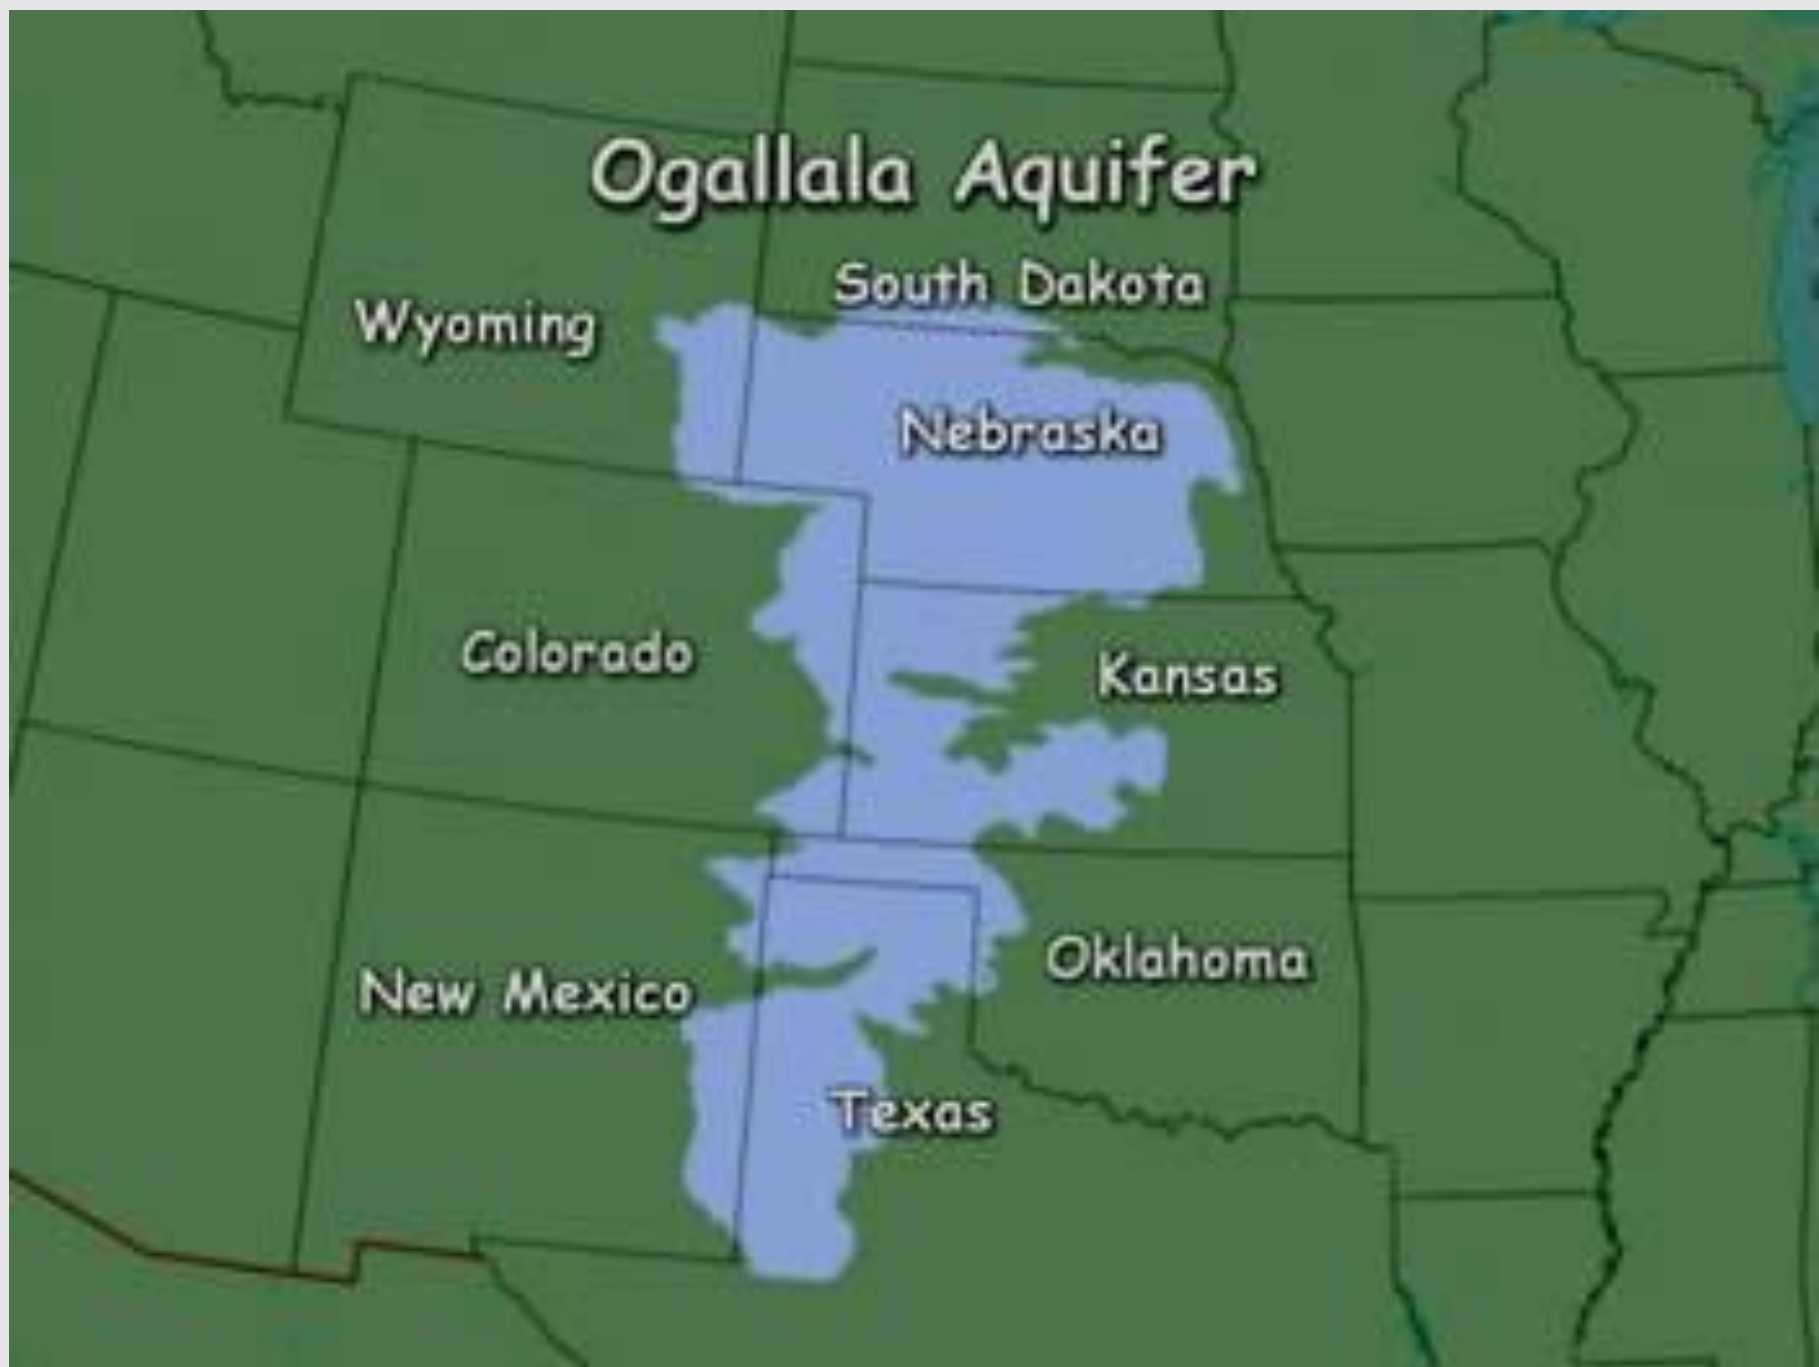 Ogallala Aquifer
South Dakota
Wyoming
Nebraska
Colorado
Kansas
Oklahoma
New Mexico
Texas